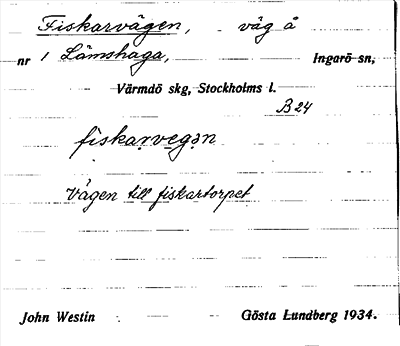 Fiskarvägen, väg å
nr 1 Lämshaga, Ingarö sn,
Värmdö skg, Stockholms l.
B 24
fiskarvegən
Vägen till fiskartorpet
John Westin Gösta Lundberg 1934.